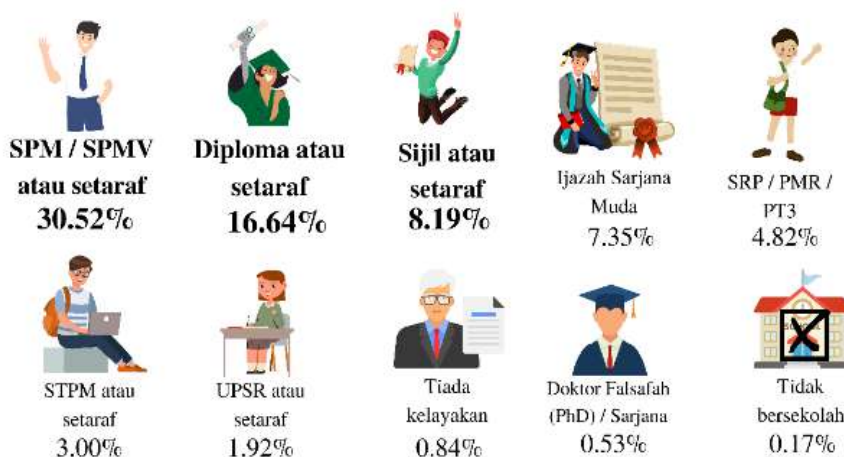 SPM / SPMV
atau setaraf
30.52%
Diploma atau
setaraf
16.64%
Sijil atau
setaraf
8.19%
Ijazah Sarjana
Muda
7.35%
SRP / PMR /
PT3
4.82%
STPM atau
setaraf
3.00%
UPSR atau
setaraf
1.92%
Tiada
kelayakan
0.84%
Doktor Falsafah
(PhD) / Sarjana
0.53%
Tidak
bersekolah
0.17%